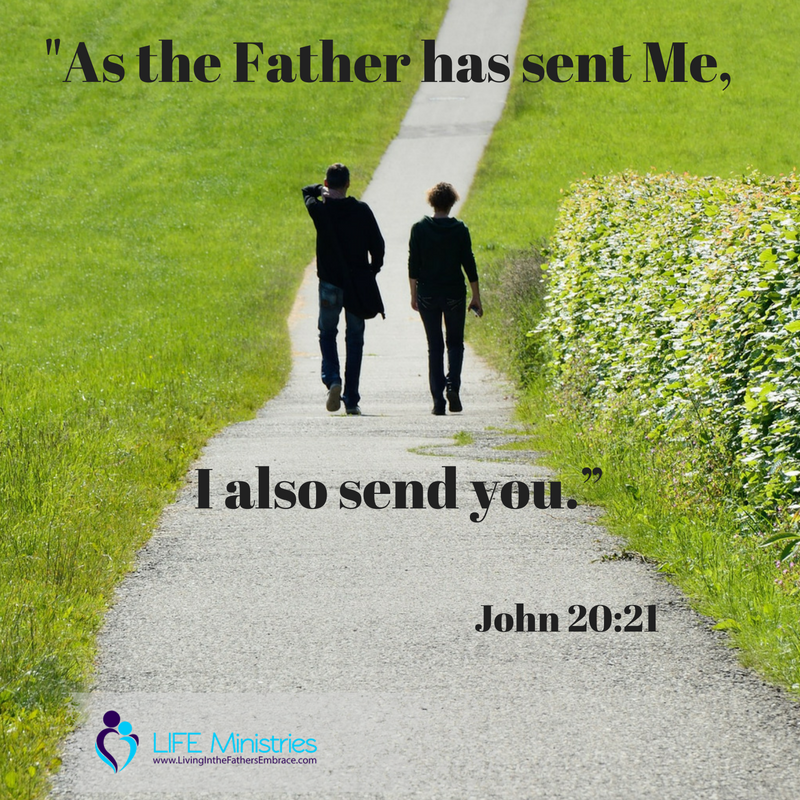 "As the Father has sent Me,
I also send you.”
John 20:21
LIFE Ministries
www.LivingIntheFathersEmbrace.com